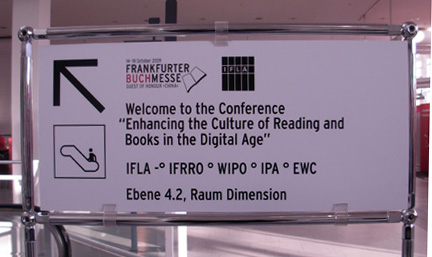 14-18 October 2009
FRANKFURTER
BUCHMESSE
GUEST OF HONOUR <CHINA>
IFLA
Welcome to the Conference
"Enhancing the Culture of Reading and
Books in the Digital Age"
IFLA -° IFRRO ° WIPO ° IPA ° EWC
Ebene 4.2, Raum Dimension